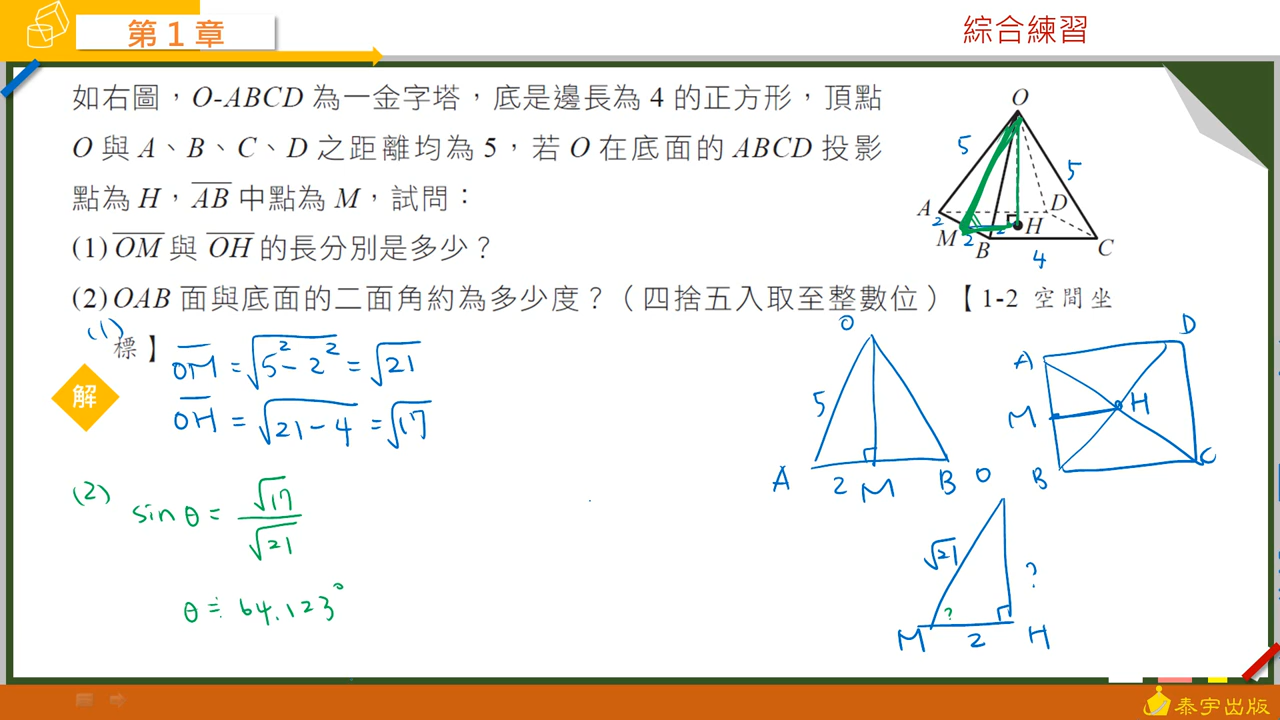 第1章
綜合練習
如右圖，O-ABCD 為一金字塔，底是邊長為 4 的正方形，頂點
O 與 A、B、C、D 之距離均為 5，若 O 在底面的 ABCD 投影
點為 H，A̅B̅ 中點為 M，試問：
(1) O̅M̅ 與 O̅H̅ 的長分別是多少？
(2) OAB 面與底面的二面角約為多少度？（四捨五入取至整數位）【1-2 空間坐
標】
O
5
5
A
D
2
M
2
B
2
H
C
4
解
(1)
O̅M̅ = √(5² - 2²) = √21
O̅H̅ = √(21 - 4) = √17
(2)
sin θ = √17/√21
θ ≒ 64.123°
O
5
A
2
M
B
A
D
M
H
B
C
O
√21
?
?
M
2
H
泰宇出版